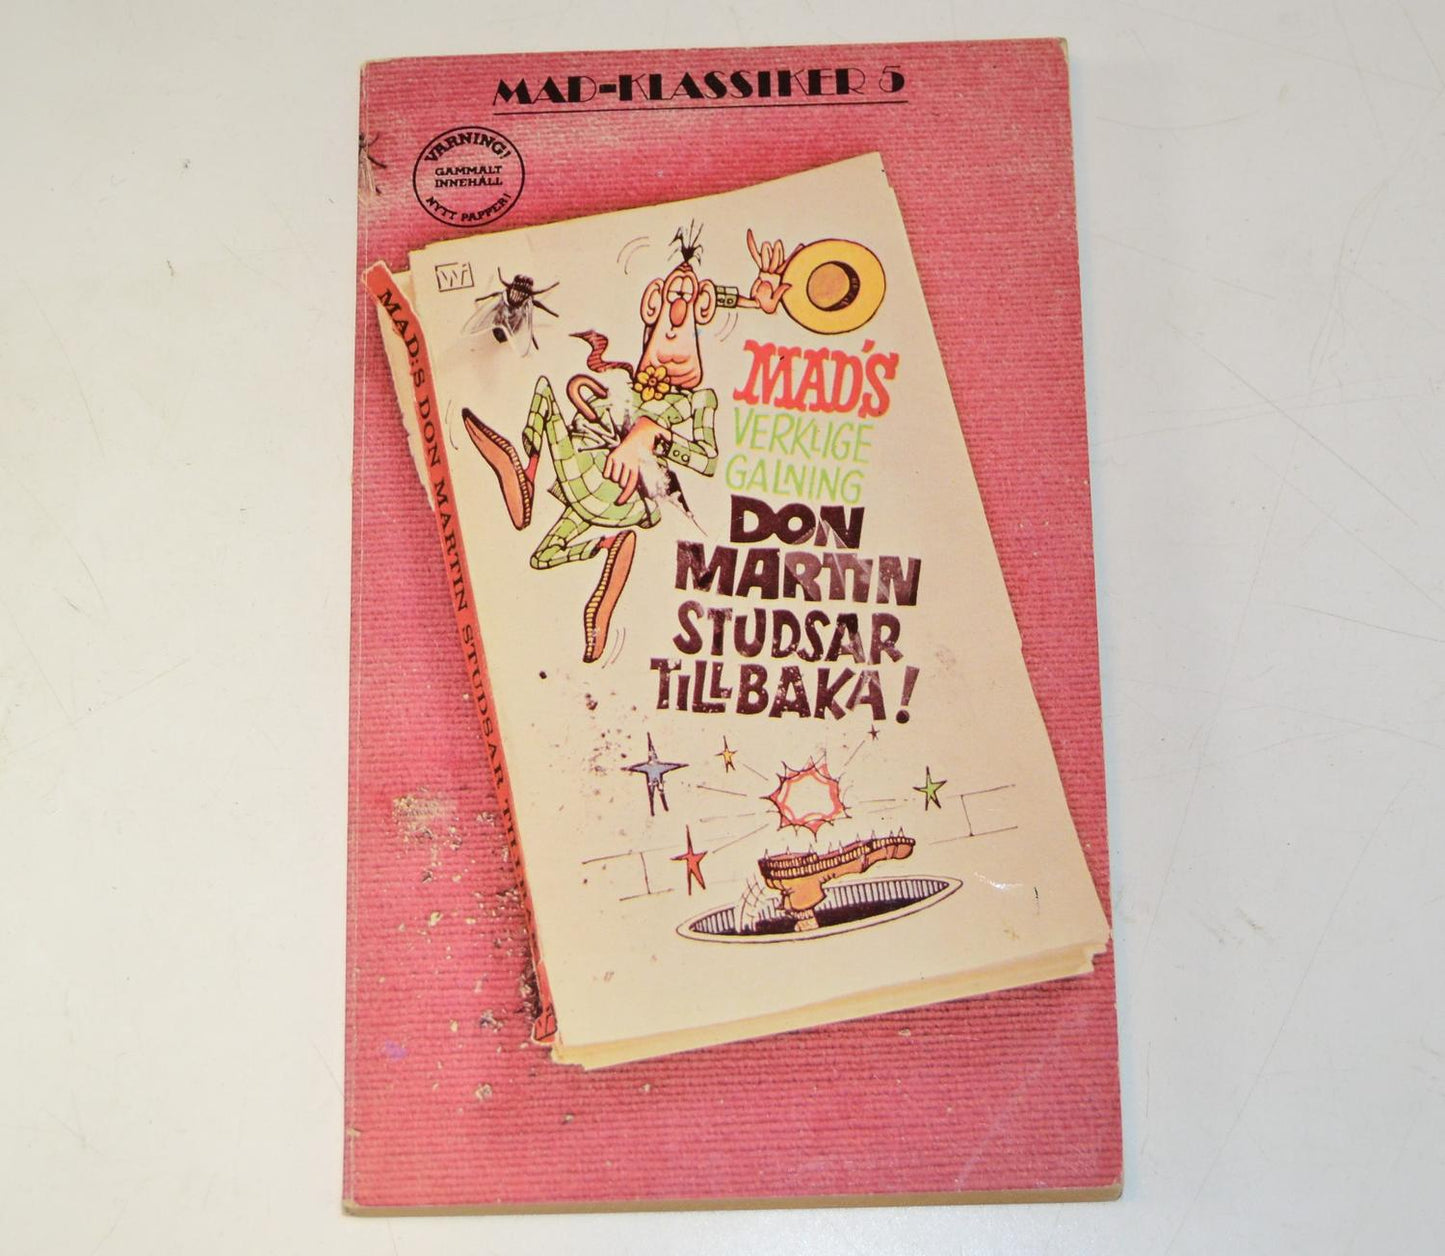 MAD-KLASSIKER 5
VARNING!
GAMMALT
INNEHÅLL
NYTT PAPPER!
Wi
MAD:S DON MARTIN STUDSAR
MAD'S
VERKLIGE
GALNING
DON
MARTIN
STUDSAR
TILLBAKA!